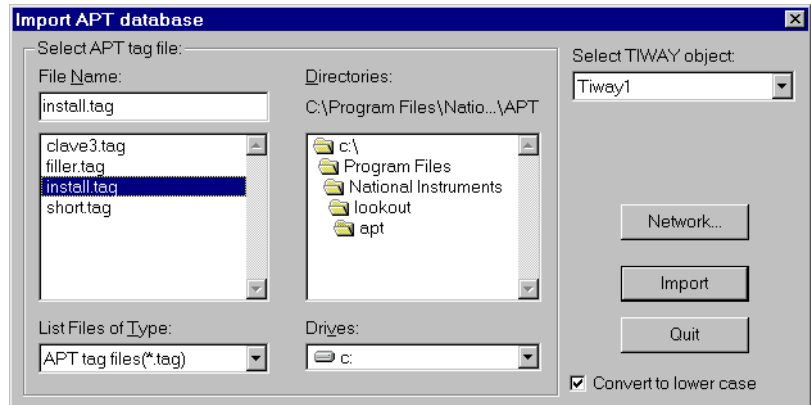 Import APT database
Select APT tag file:
File Name:
install.tag
clave3.tag
filler.tag
install.tag
short.tag
List Files of Type:
APT tag files(*.tag)
Directories:
C:\Program Files\Natio...\APT
c:\
Program Files
National Instruments
lookout
apt
Drives:
c:
Select TIWAY object:
Tiway1
Network...
Import
Quit
Convert to lower case